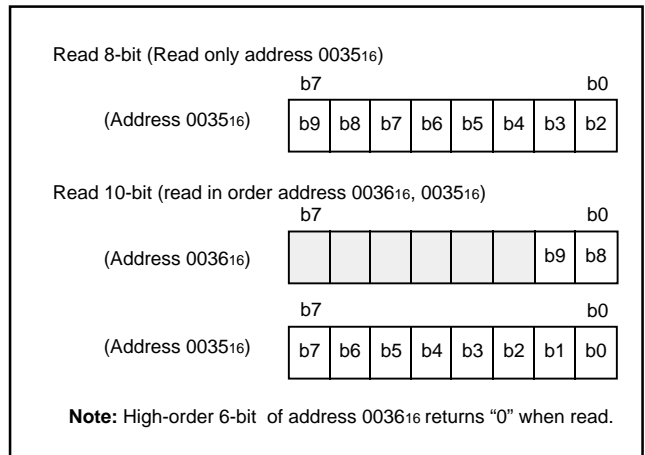 Read 8-bit (Read only address 0035₁₆)
b7 b0
(Address 0035₁₆) b9 b8 b7 b6 b5 b4 b3 b2
Read 10-bit (read in order address 0036₁₆, 0035₁₆)
b7 b0
(Address 0036₁₆) b9 b8
b7 b0
(Address 0035₁₆) b7 b6 b5 b4 b3 b2 b1 b0
Note: High-order 6-bit of address 0036₁₆ returns “0” when read.